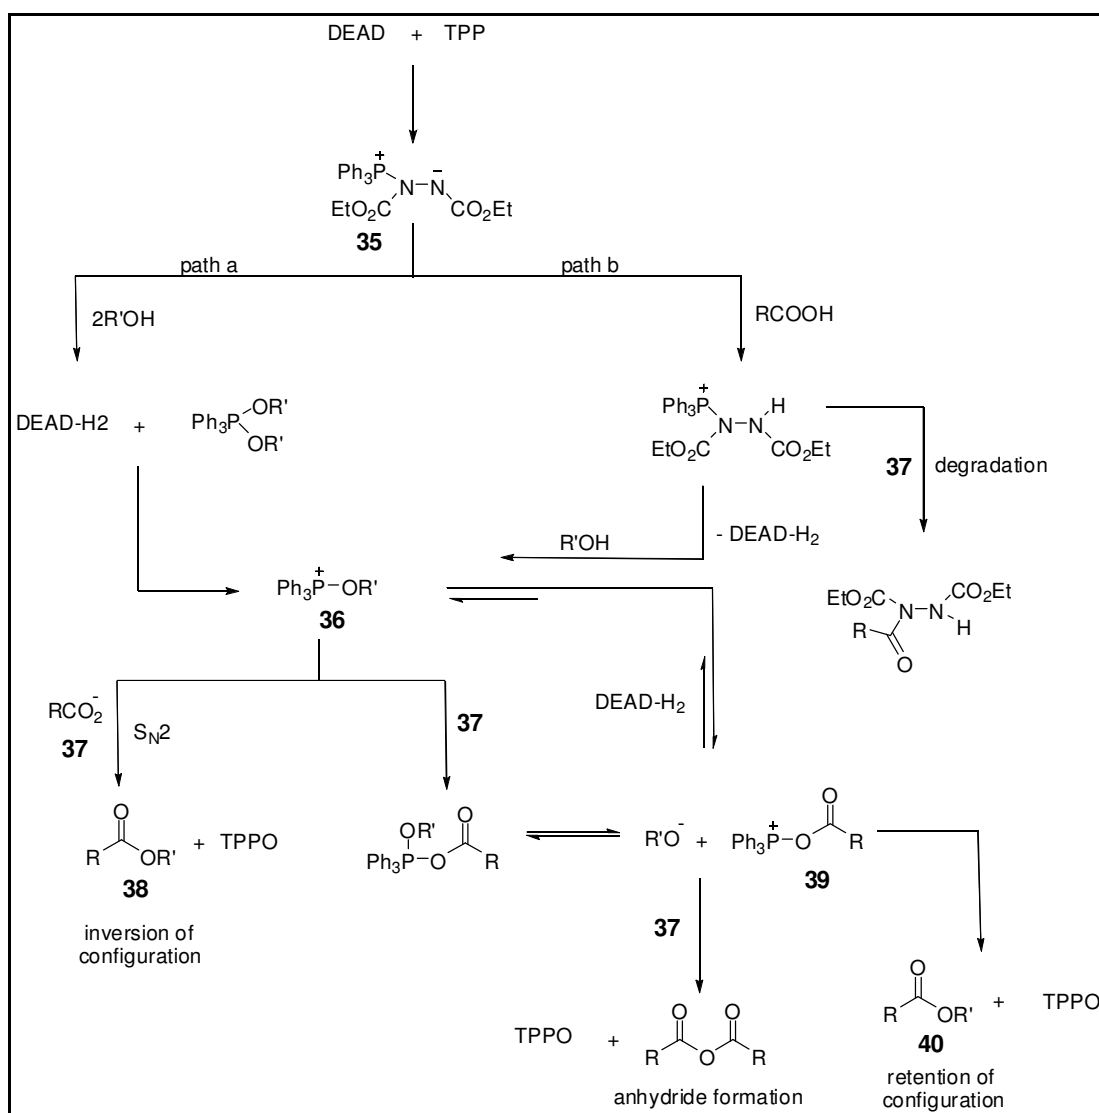 DEAD + TPP
+
Ph3P
N N
-
EtO2C CO2Et
35
path a path b
2R'OH
RCOOH
DEAD-H2 + Ph3P OR'
OR'
+
Ph3P H
N N
EtO2C CO2Et
37 degradation
- DEAD-H2
R'OH
+
Ph3P OR'
36
EtO2C CO2Et
N N
R H
O
RCO2-
37 SN2
37
DEAD-H2
O
R OR' + TPPO
38
OR' O
Ph3P O R
R'O- + Ph3P+ O R
O
39
inversion of
configuration
37
O
R OR' + TPPO
40
TPPO + O O
R O R
anhydride formation
retention of
configuration